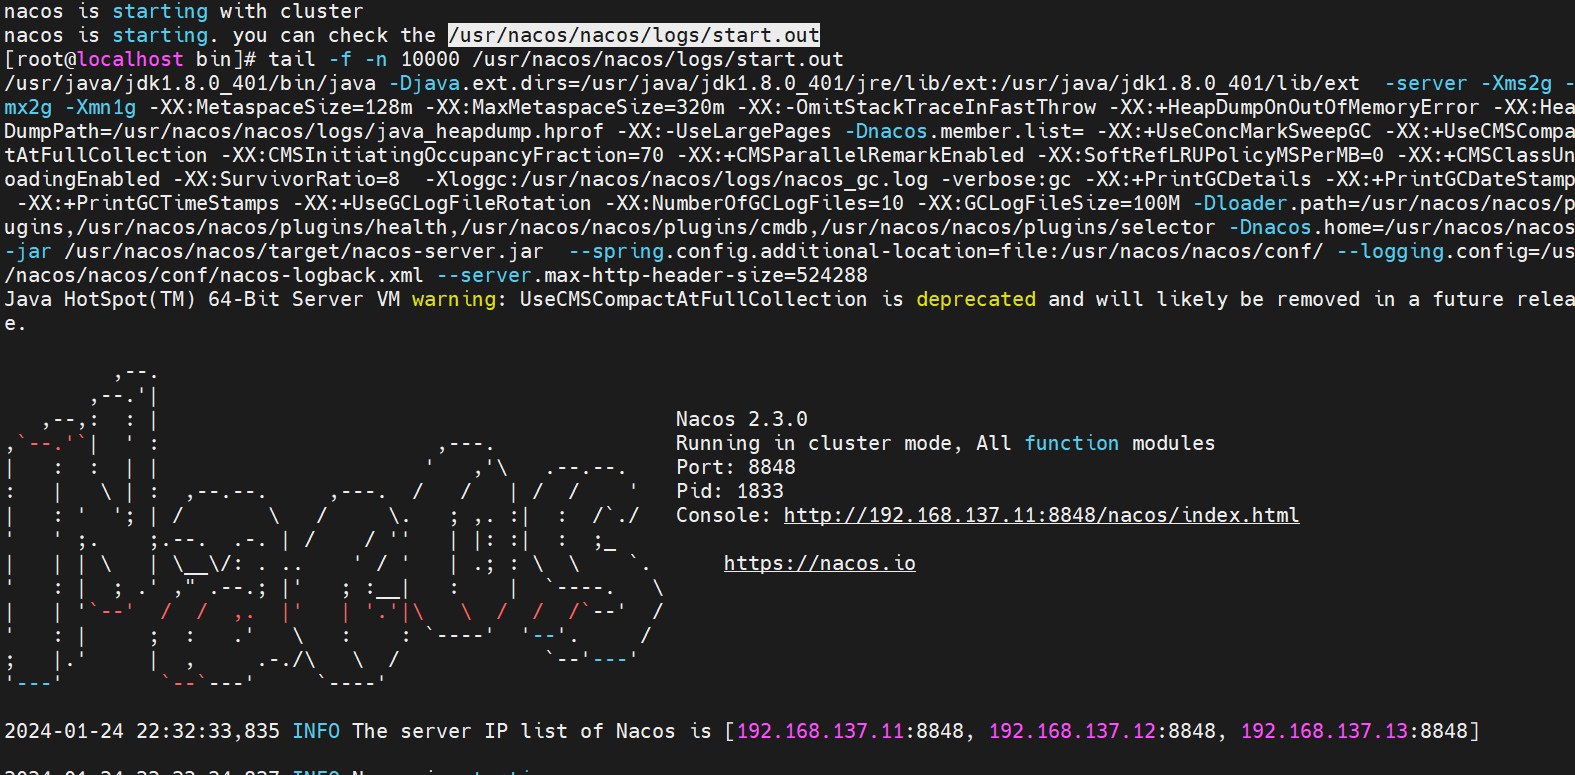 nacos is starting with cluster
nacos is starting. you can check the /usr/nacos/nacos/logs/start.out
[root@localhost bin]# tail -f -n 10000 /usr/nacos/nacos/logs/start.out
/usr/java/jdk1.8.0_401/bin/java -Djava.ext.dirs=/usr/java/jdk1.8.0_401/jre/lib/ext:/usr/java/jdk1.8.0_401/lib/ext  -server -Xms2g -
mx2g -Xmn1g -XX:MetaspaceSize=128m -XX:MaxMetaspaceSize=320m -XX:-OmitStackTraceInFastThrow -XX:+HeapDumpOnOutOfMemoryError -XX:Hea
DumpPath=/usr/nacos/nacos/logs/java_heapdump.hprof -XX:-UseLargePages -Dnacos.member.list= -XX:+UseConcMarkSweepGC -XX:+UseCMSCompa
tAtFullCollection -XX:CMSInitiatingOccupancyFraction=70 -XX:+CMSParallelRemarkEnabled -XX:SoftRefLRUPolicyMSPerMB=0 -XX:+CMSClassUn
oadingEnabled -XX:SurvivorRatio=8  -Xloggc:/usr/nacos/nacos/logs/nacos_gc.log -verbose:gc -XX:+PrintGCDetails -XX:+PrintGCDateStamp
-XX:+PrintGCTimeStamps -XX:+UseGCLogFileRotation -XX:NumberOfGCLogFiles=10 -XX:GCLogFileSize=100M -Dloader.path=/usr/nacos/nacos/p
ugins,/usr/nacos/nacos/plugins/health,/usr/nacos/nacos/plugins/cmdb,/usr/nacos/nacos/plugins/selector -Dnacos.home=/usr/nacos/nacos
-jar /usr/nacos/nacos/target/nacos-server.jar  --spring.config.additional-location=file:/usr/nacos/nacos/conf/ --logging.config=/us
/nacos/nacos/conf/nacos-logback.xml --server.max-http-header-size=524288
Java HotSpot(TM) 64-Bit Server VM warning: UseCMSCompactAtFullCollection is deprecated and will likely be removed in a future relea
e.
Nacos 2.3.0
Running in cluster mode, All function modules
Port: 8848
Pid: 1833
Console: http://192.168.137.11:8848/nacos/index.html
https://nacos.io
2024-01-24 22:32:33,835 INFO The server IP list of Nacos is [192.168.137.11:8848, 192.168.137.12:8848, 192.168.137.13:8848]